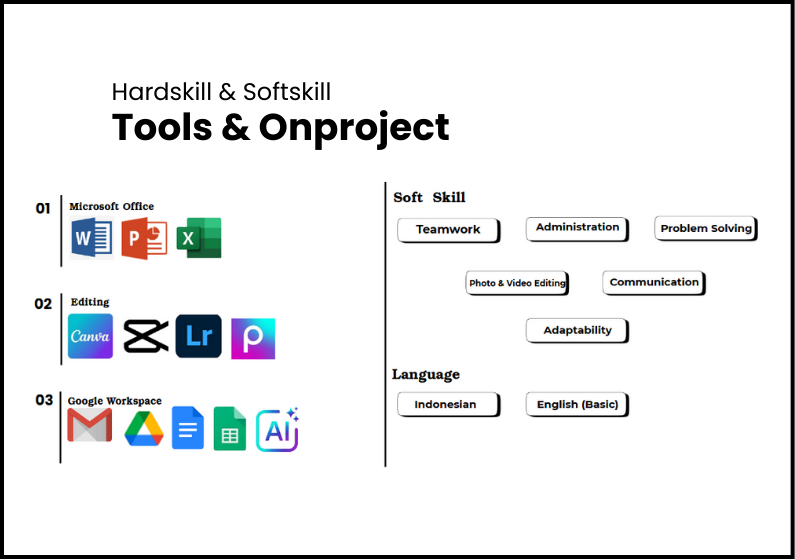 Hardskill & Softskill
Tools & Onproject
01
Microsoft Office
W
P
X
02
Editing
Canva
Lr
P
03
Google Workspace
AI
Soft Skill
Teamwork
Administration
Problem Solving
Photo & Video Editing
Communication
Adaptability
Language
Indonesian
English (Basic)